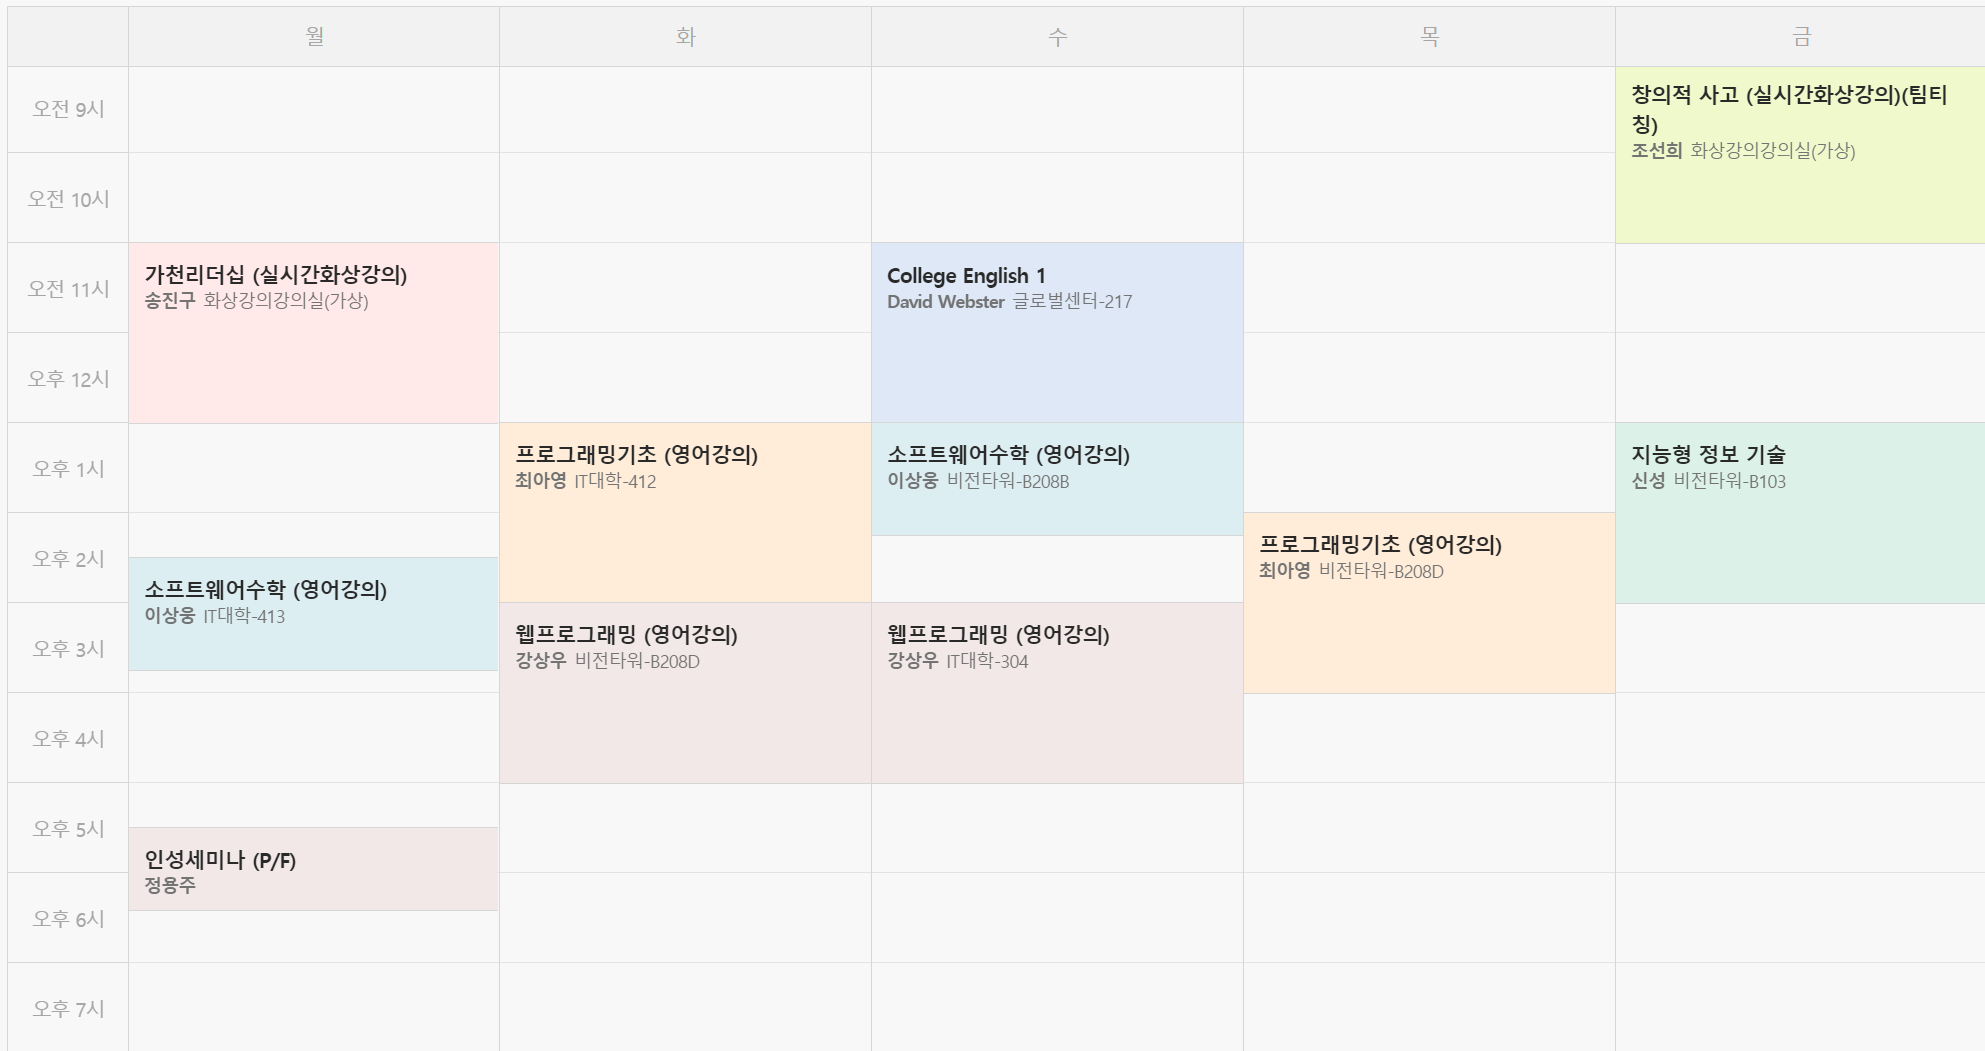 월 화 수 목 금
오전 9시
창의적 사고 (실시간화상강의)(팀티
칭)
조선희 화상강의강의실(가상)
오전 10시
오전 11시
가천리더십 (실시간화상강의)
송진구 화상강의강의실(가상)
College English 1
David Webster 글로벌센터-217
오후 12시
오후 1시
프로그래밍기초 (영어강의)
최아영 IT대학-412
소프트웨어수학 (영어강의)
이상웅 비전타워-B208B
지능형 정보 기술
신성 비전타워-B103
오후 2시
소프트웨어수학 (영어강의)
이상웅 IT대학-413
프로그래밍기초 (영어강의)
최아영 비전타워-B208D
오후 3시
웹프로그래밍 (영어강의)
강상우 비전타워-B208D
웹프로그래밍 (영어강의)
강상우 IT대학-304
오후 4시
오후 5시
인성세미나 (P/F)
정용주
오후 6시
오후 7시